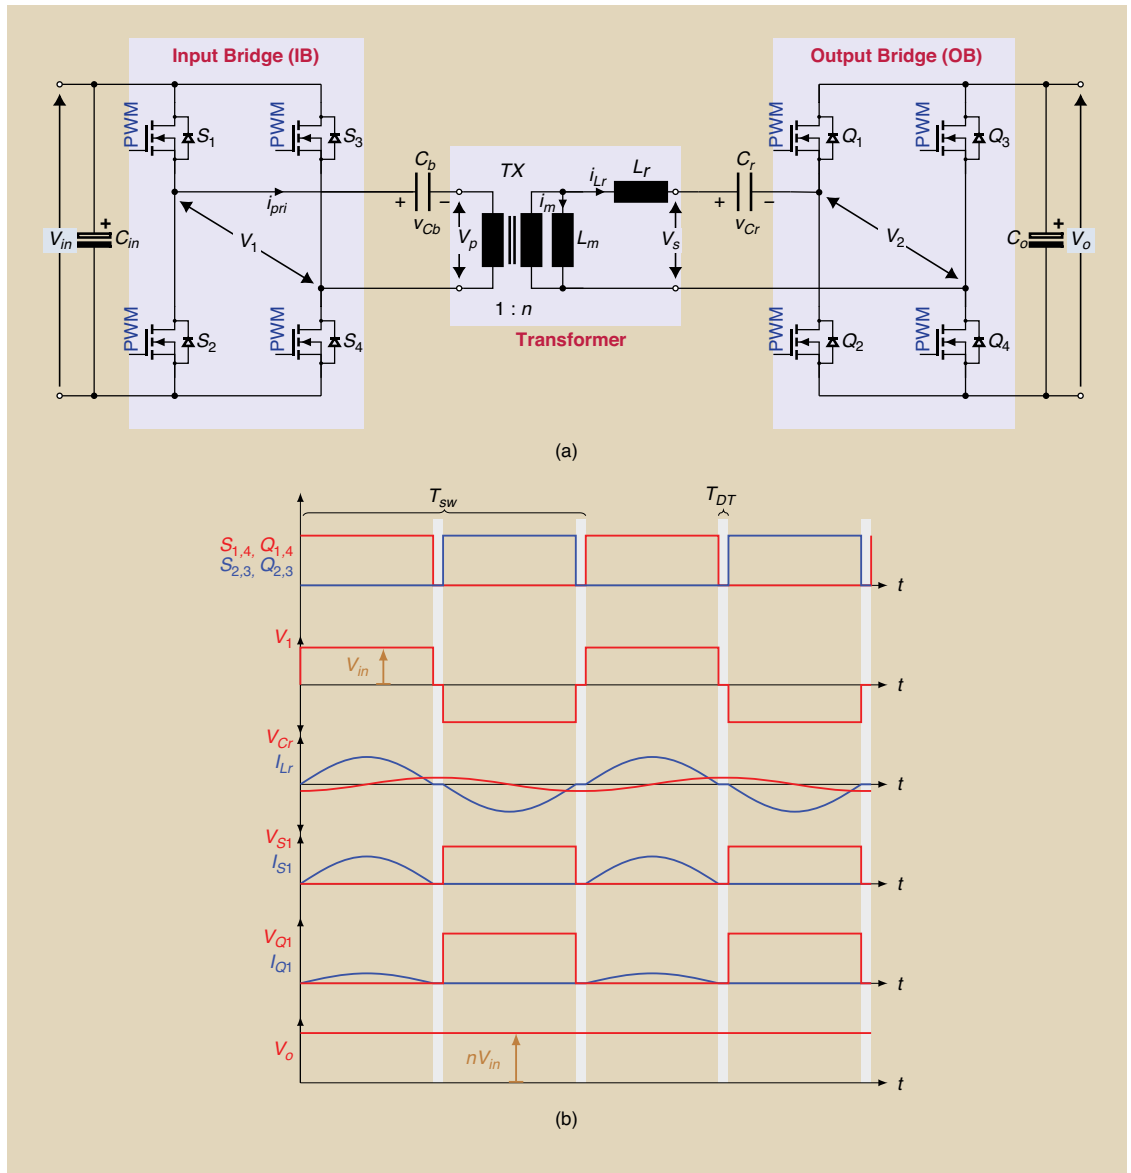 Input Bridge (IB)
Output Bridge (OB)
PWM S1 PWM S3
PWM Q1 PWM Q3
Cb TX iLr Lr Cr
ipri + − im + −
vCb vCr
Vin Cin + V1 Vp Lm Vs V2 Co + Vo
1 : n
Transformer
PWM S2 PWM S4
PWM Q2 PWM Q4
(a)
Tsw TDT
S1,4, Q1,4
S2,3, Q2,3
t
V1
Vin
t
VCr
ILr
t
VS1
IS1
t
VQ1
IQ1
t
Vo
nVin
t
(b)